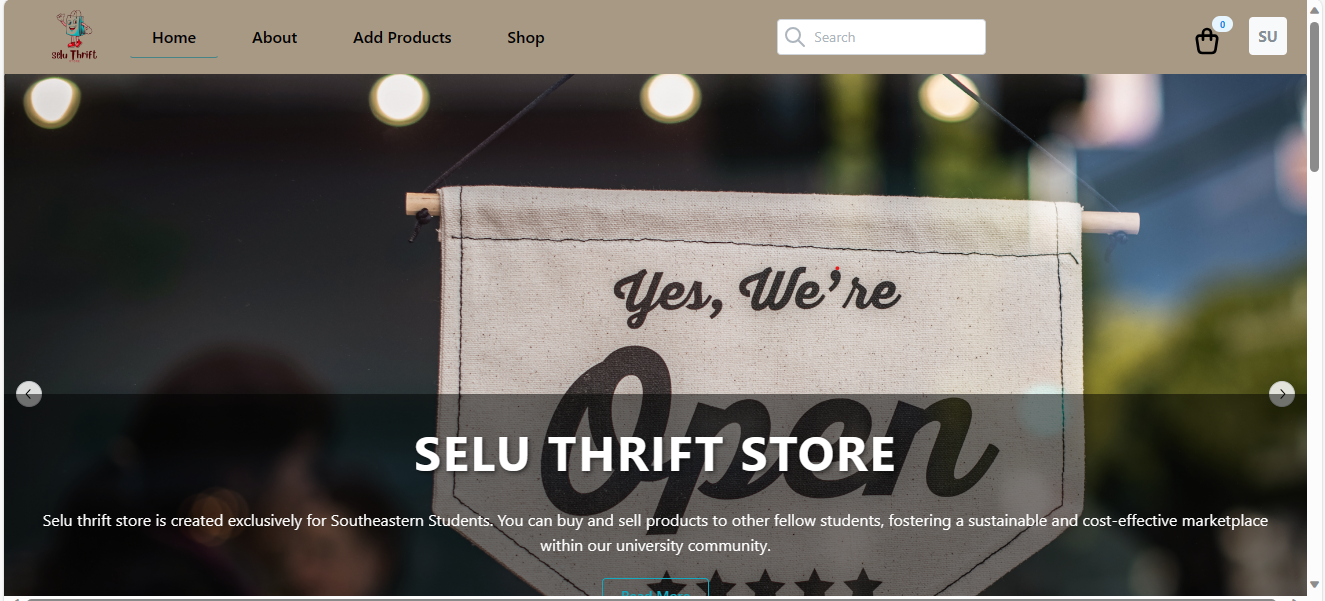 selu Thrift
Home
About
Add Products
Shop
Search
0
SU
Yes, We're
Open
SELU THRIFT STORE
Selu thrift store is created exclusively for Southeastern Students. You can buy and sell products to other fellow students, fostering a sustainable and cost-effective marketplace
within our university community.
Read More